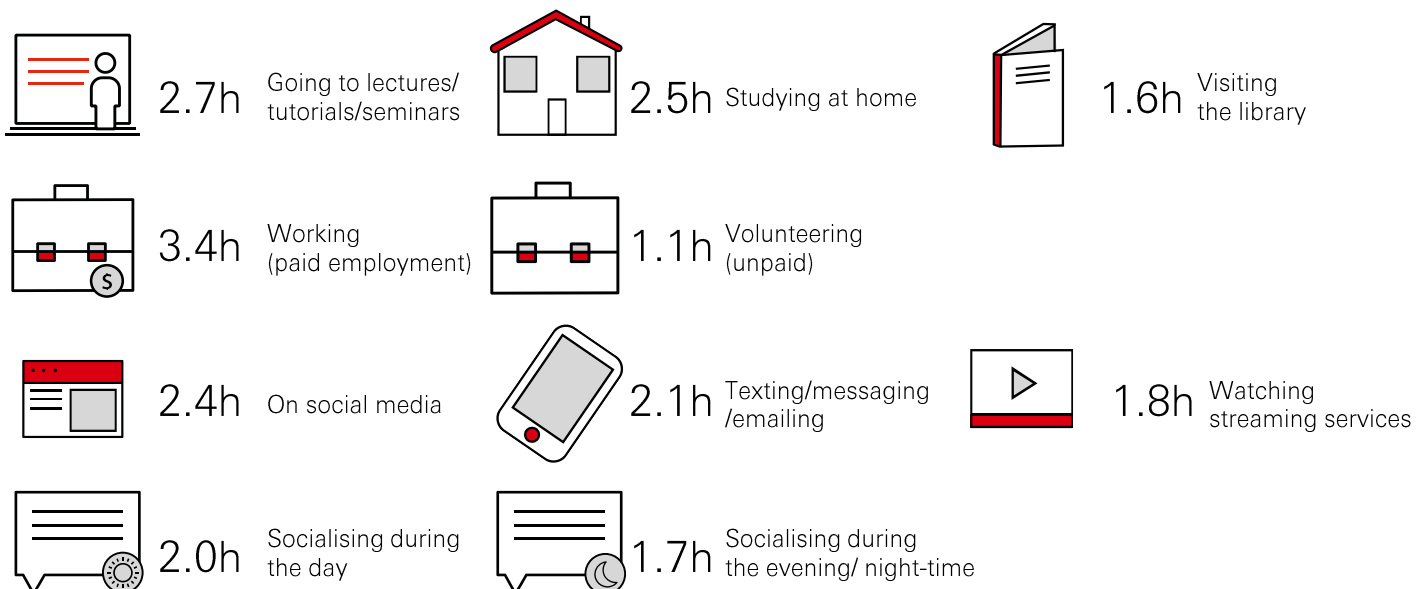 2.7h
Going to lectures/
tutorials/seminars
2.5h
Studying at home
1.6h
Visiting
the library
3.4h
Working
(paid employment)
$
1.1h
Volunteering
(unpaid)
2.4h
On social media
2.1h
Texting/messaging
/emailing
1.8h
Watching
streaming services
2.0h
Socialising during
the day
1.7h
Socialising during
the evening/ night-time